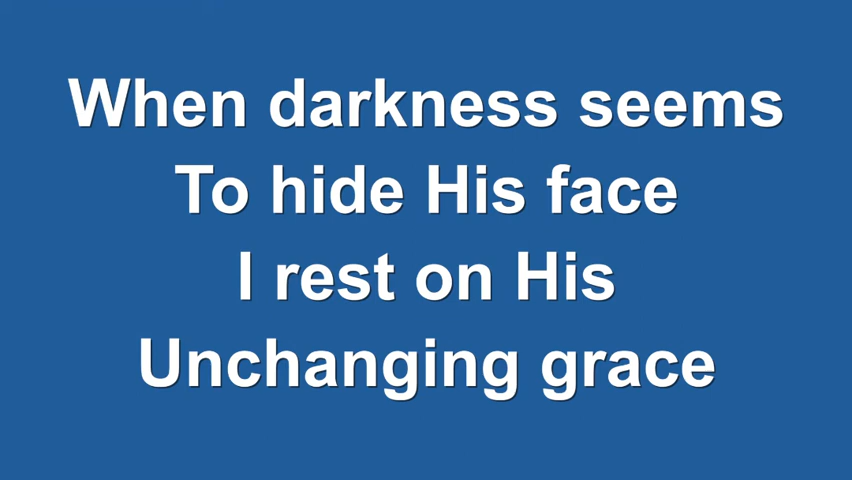 When darkness seems
To hide His face
I rest on His
Unchanging grace